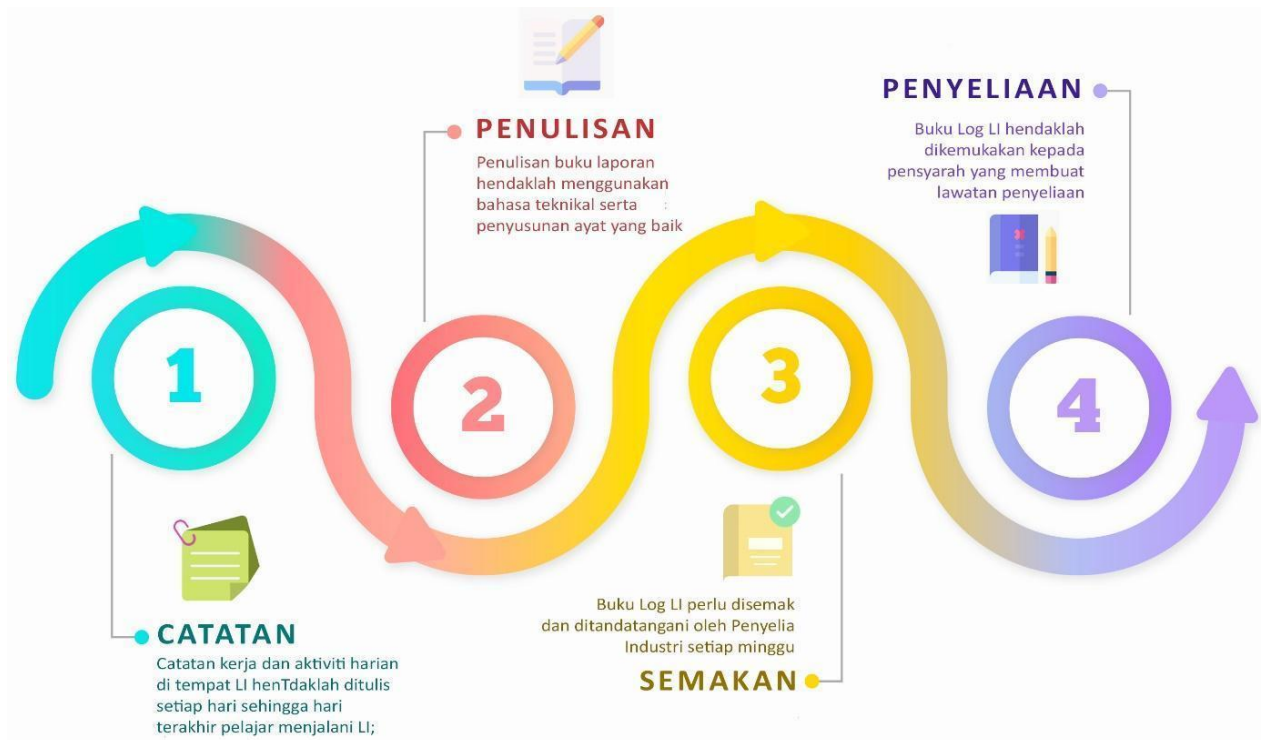 1
CATATAN
Catatan kerja dan aktiviti harian
di tempat LI henTdaklah ditulis
setiap hari sehingga hari
terakhir pelajar menjalani LI;
2
PENULISAN
Penulisan buku laporan
hendaklah menggunakan
bahasa teknikal serta
penyusunan ayat yang baik
3
Buku Log LI perlu disemak
dan ditandatangani oleh Penyelia
Industri setiap minggu
SEMAKAN
4
PENYELIAAN
Buku Log LI hendaklah
dikemukakan kepada
pensyarah yang membuat
lawatan penyeliaan